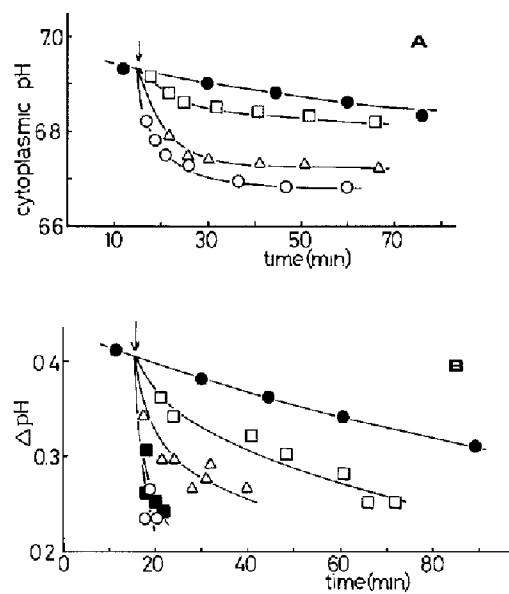 A
7.0
6.8
6.6
cytoplasmic pH
10 30 50 70
time(min)
B
0.4
0.3
0.2
ΔpH
0 20 40 60 80
time(min)